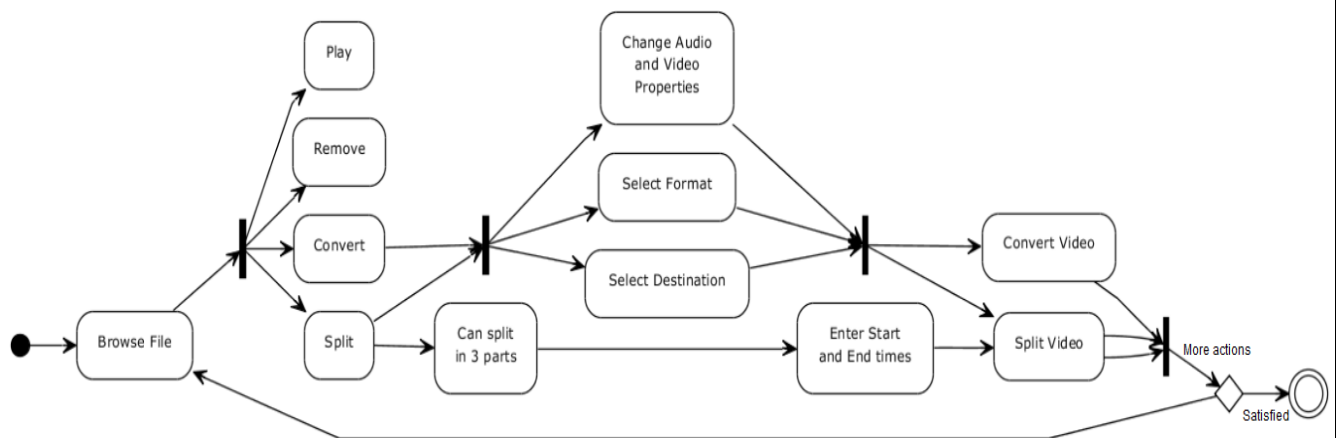 Play
Remove
Convert
Split
Browse File
Can split
in 3 parts
Change Audio
and Video
Properties
Select Format
Select Destination
Enter Start
and End times
Convert Video
Split Video
More actions
Satisfied